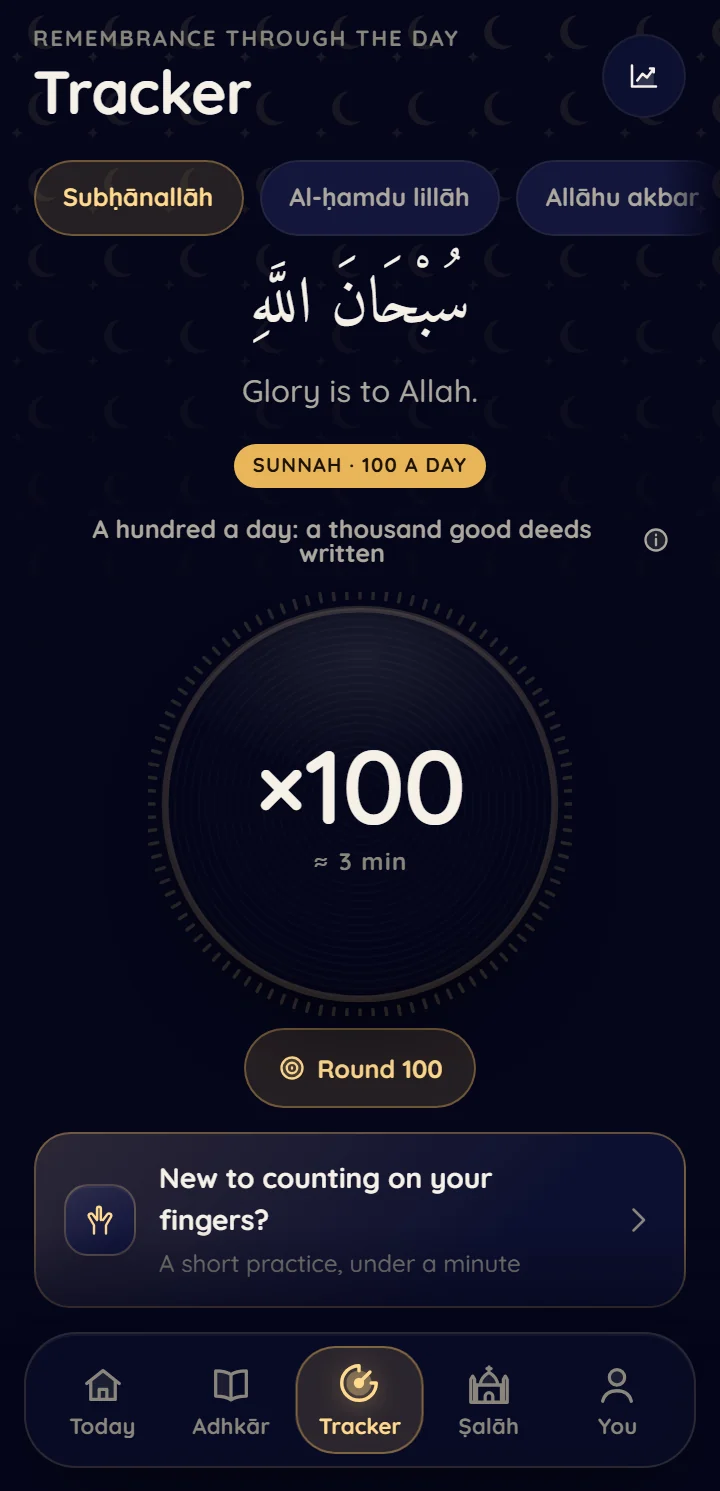 REMEMBRANCE THROUGH THE DAY
Tracker
Subḥānallāh
Al-ḥamdu lillāh
Allāhu akbar
سُبْحَانَ اللَّهِ
Glory is to Allah.
SUNNAH · 100 A DAY
A hundred a day: a thousand good deeds
written
×100
≈ 3 min
Round 100
New to counting on your
fingers?
A short practice, under a minute
Today
Adhkār
Tracker
Ṣalāh
You